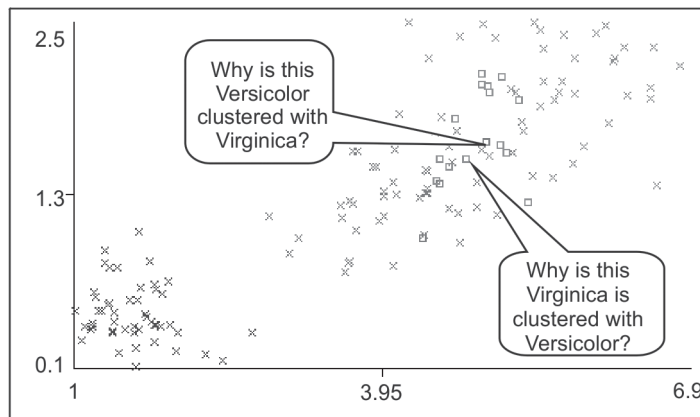 2.5
Why is this
Versicolor
clustered with
Virginica?
1.3
Why is this
Virginica is
clustered with
Versicolor?
0.1
1
3.95
6.9